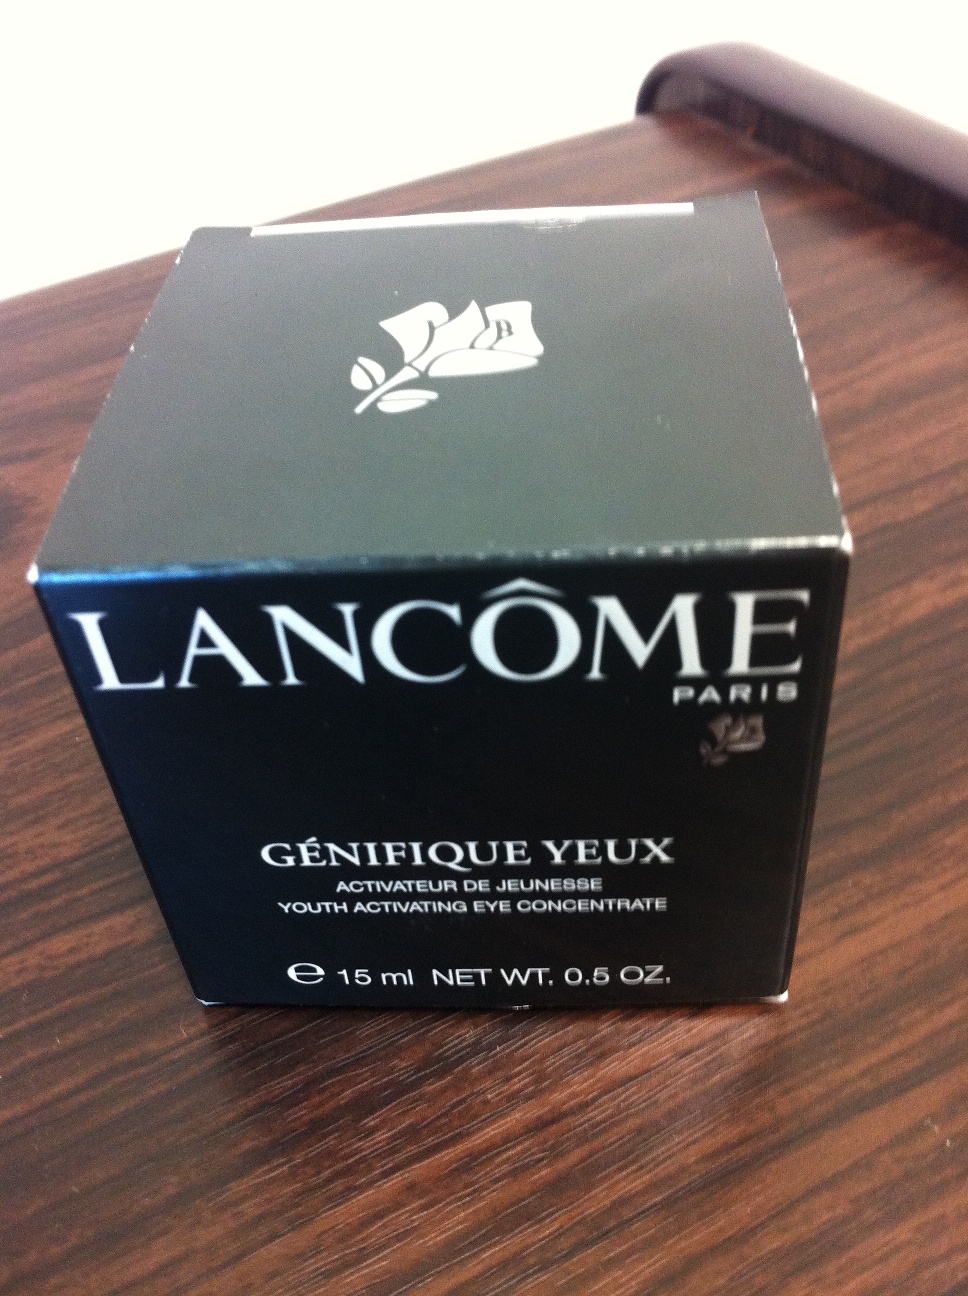 B
LANCÔME
PARIS
GÉNIFIQUE YEUX
ACTIVATEUR DE JEUNESSE
YOUTH ACTIVATING EYE CONCENTRATE
℮ 15 ml NET WT. 0.5 OZ.